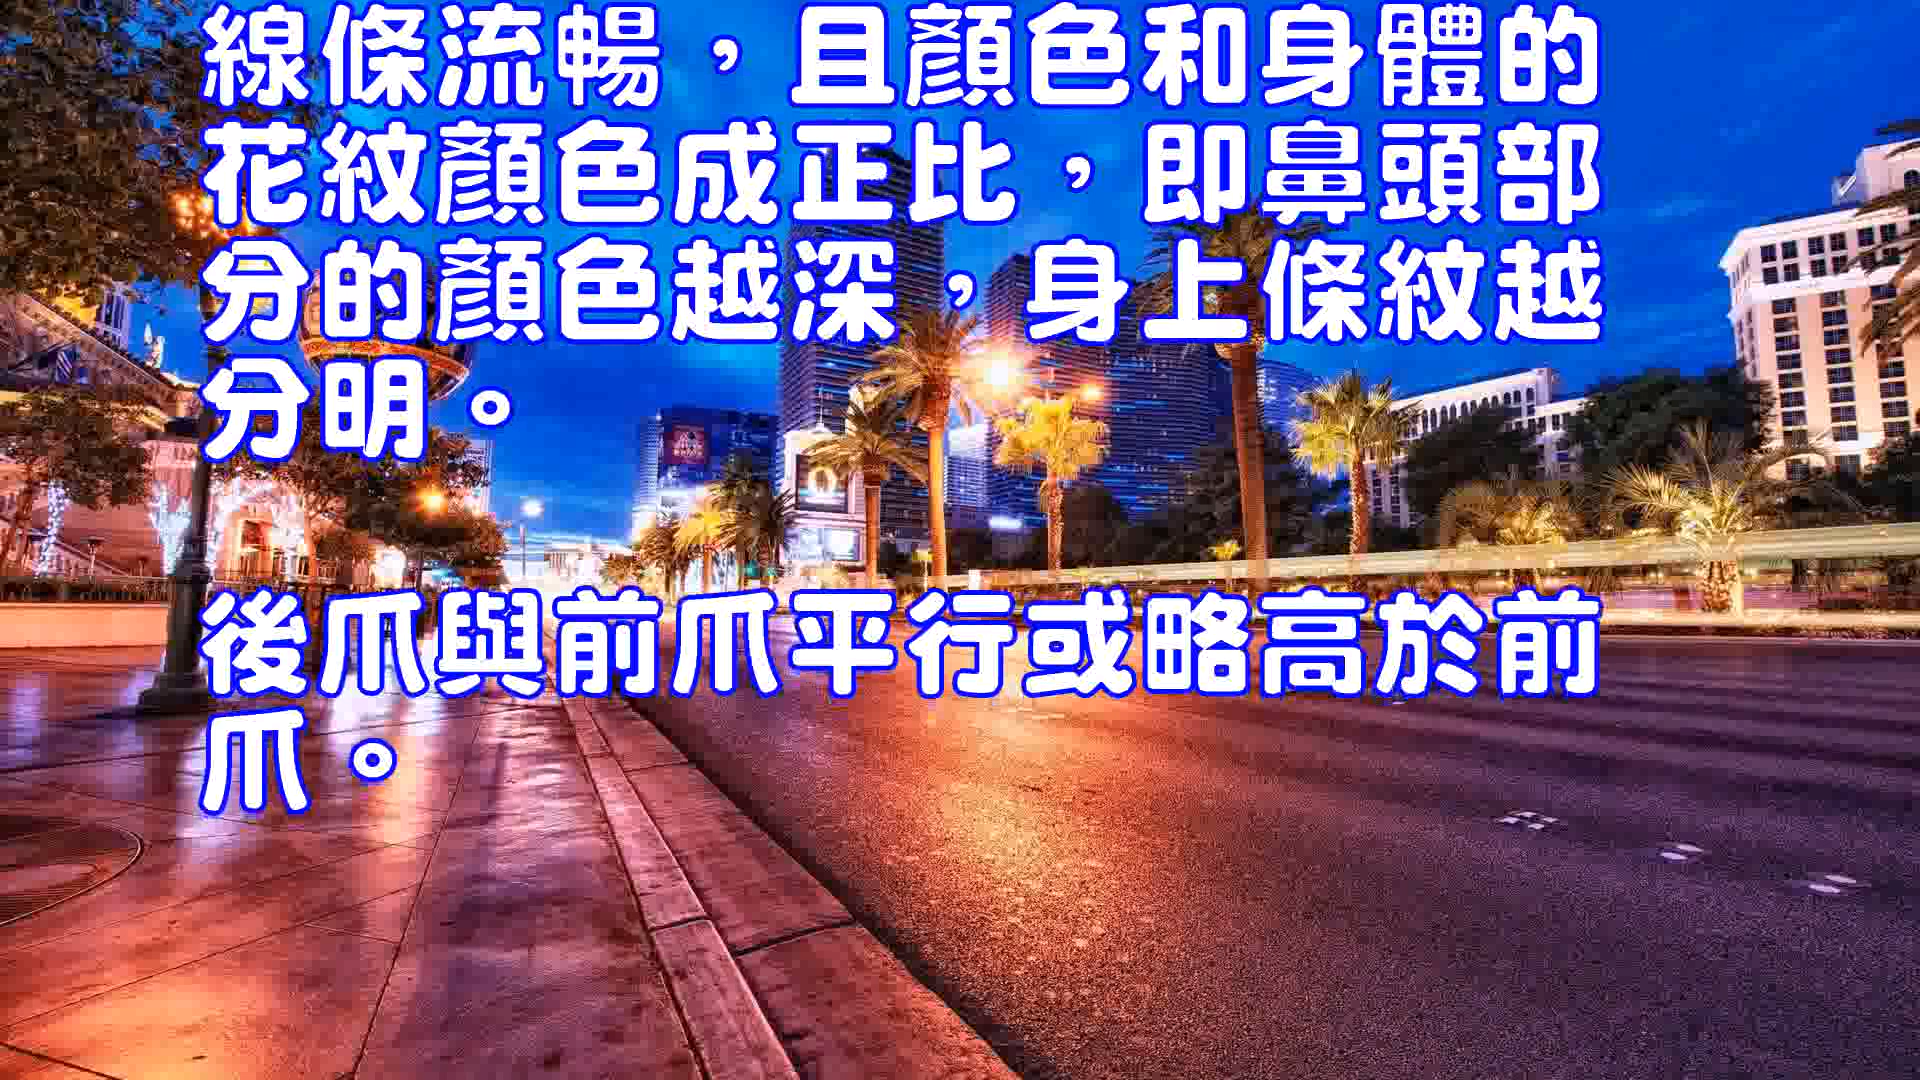 線條流暢，且顏色和身體的
花紋顏色成正比，即鼻頭部
分的顏色越深，身上條紋越
分明。
後爪與前爪平行或略高於前
爪。